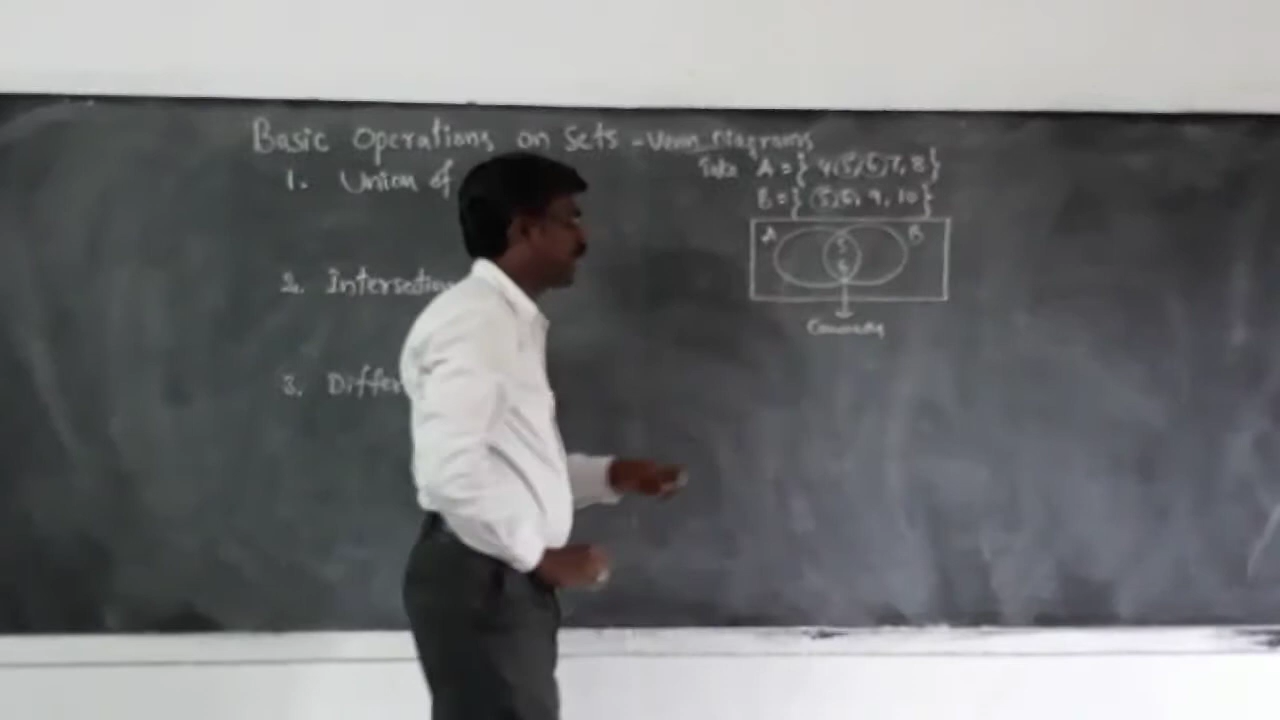 Basic Operations on Sets - Venn Diagrams
1. Union of
2. Intersection
3. Differ
Take A = { 4, 5, 6, 7, 8 }
B = { 5, 6, 9, 10 }
A
5
6
B